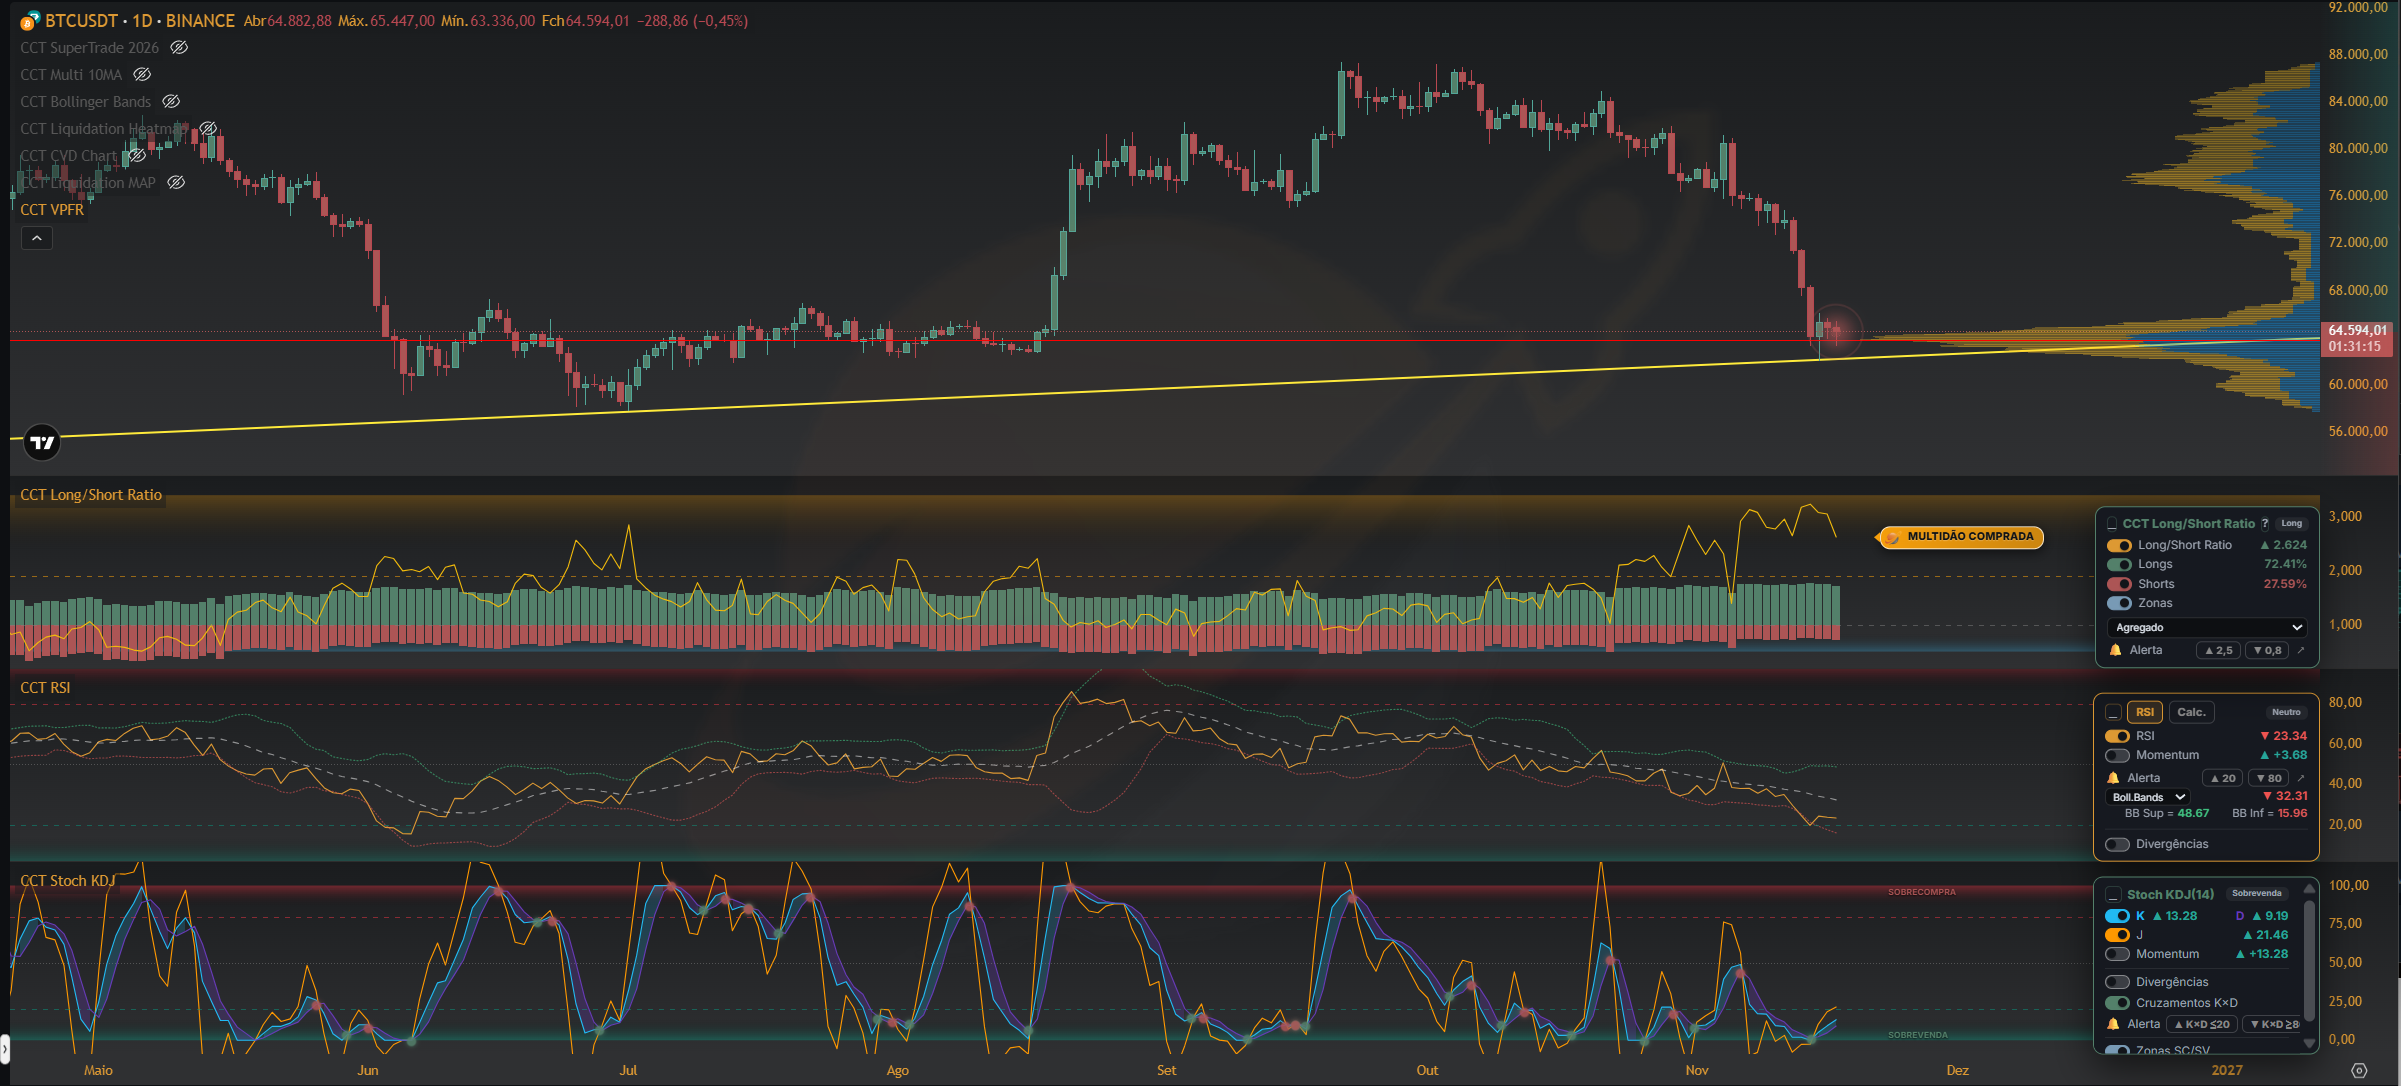 BTCUSDT · 1D · BINANCE Abr64.882,88 Máx.65.447,00 Mín.63.336,00 Fch64.594,01 −288,86 (−0,45%)
CCT SuperTrade 2026
CCT Multi 10MA
CCT Bollinger Bands
CCT Liquidation Heatmap
CCT CVD Chart
CCT Liquidation MAP
CCT VPFR
92.000,00
88.000,00
84.000,00
80.000,00
76.000,00
72.000,00
68.000,00
64.594,01
01:31:15
60.000,00
56.000,00
CCT Long/Short Ratio
MULTIDÃO COMPRADA
CCT Long/Short Ratio ? Long
Long/Short Ratio ▲ 2.624
Longs 72.41%
Shorts 27.59%
Zonas
Agregado
Alerta ▲ 2,5 ▼ 0,8 ↗
3,000
2,000
1,000
CCT RSI
RSI Calc. Neutro
RSI ▼ 23.34
Momentum ▲ +3.68
Alerta ▲ 20 ▼ 80 ↗
Boll.Bands ▼ 32.31
BB Sup = 48.67 BB Inf = 15.96
Divergências
80,00
60,00
40,00
20,00
CCT Stoch KDJ
SOBRECOMPRA
SOBREVENDA
Stoch KDJ(14) Sobrevenda
K ▲ 13.28 D ▲ 9.19
J ▲ 21.46
Momentum ▲ +13.28
Divergências
Cruzamentos K×D
Alerta ▲ K×D ≤20 ▼ K×D ≥8
Zonas SC/SV
100,00
75,00
50,00
25,00
0,00
Maio Jun Jul Ago Set Out Nov Dez 2027